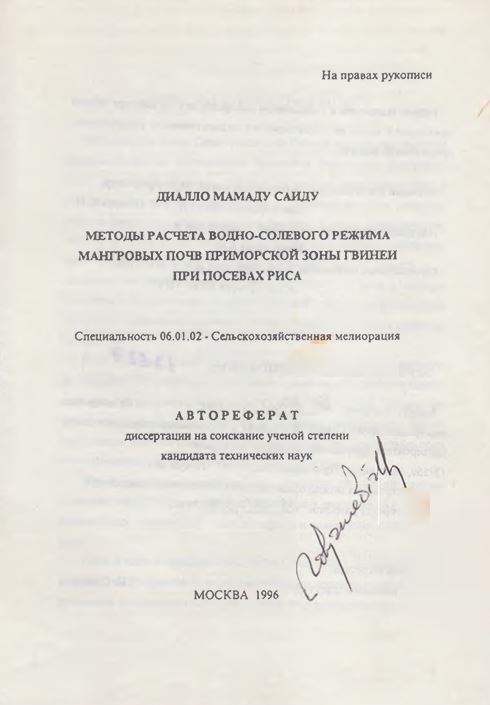 На правах рукописи
ДИАЛЛО МАМАДУ САИДУ
МЕТОДЫ РАСЧЕТА ВОДНО-СОЛЕВОГО РЕЖИМА
МАНГРОВЫХ ПОЧВ ПРИМОРСКОЙ ЗОНЫ ГВИНЕИ
ПРИ ПОСЕВАХ РИСА
Специальность 06.01.02 - Сельскохозяйственная мелиорация
АВТОРЕФЕРАТ
диссертации на соискание ученой степени
кандидата технических наук
МОСКВА 1996